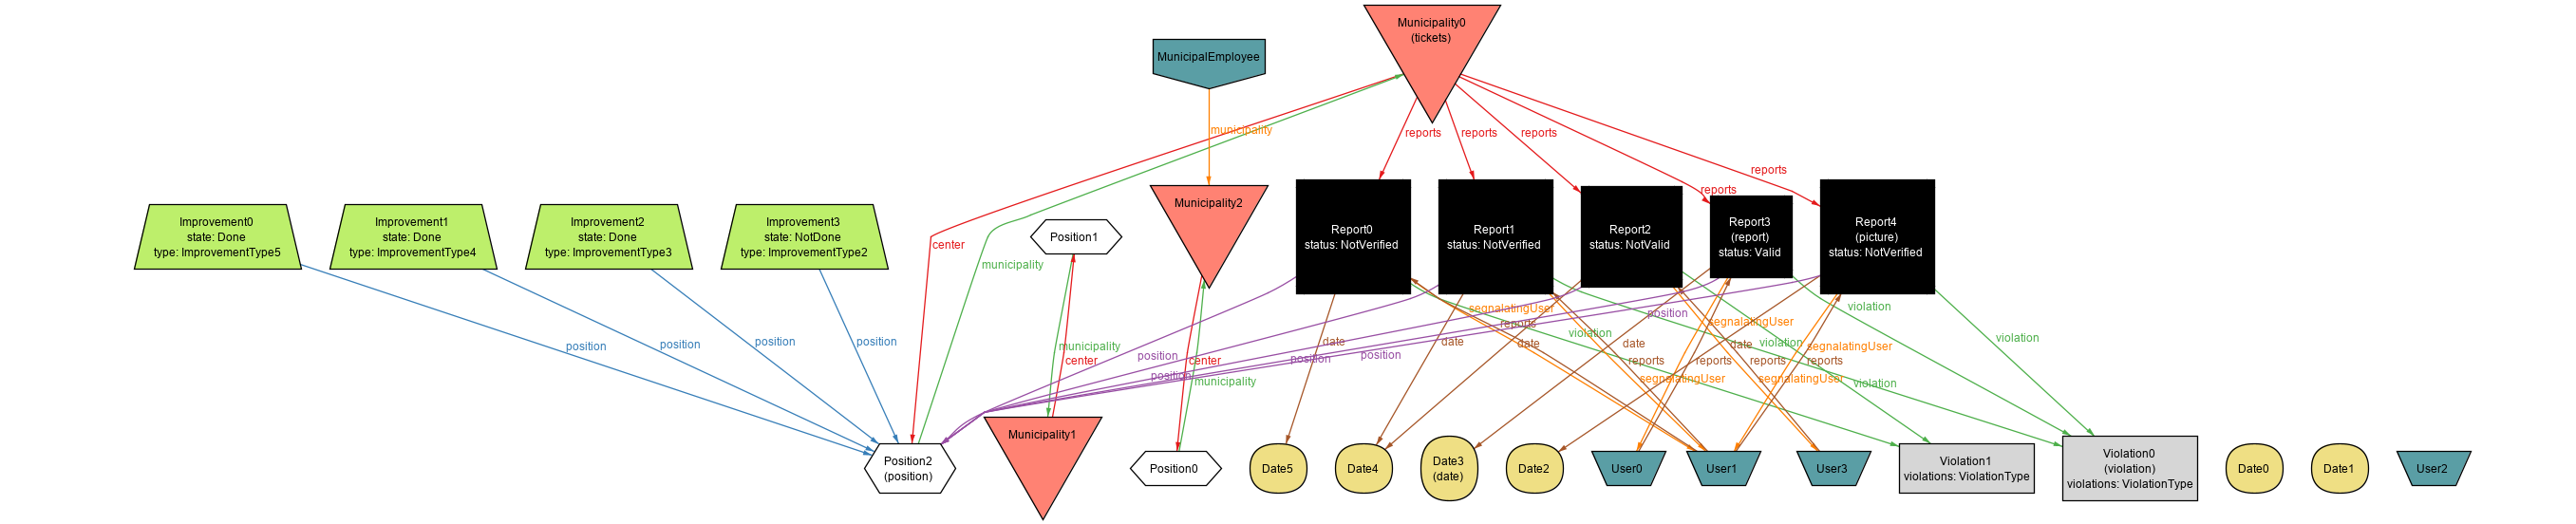 Municipality0
(tickets)
MunicipalEmployee
municipality
reports
reports
reports
reports
reports
Improvement0
state: Done
type: ImprovementType5
Improvement1
state: Done
type: ImprovementType4
Improvement2
state: Done
type: ImprovementType3
Improvement3
state: NotDone
type: ImprovementType2
center
municipality
Position1
Municipality2
Report0
status: NotVerified
Report1
status: NotVerified
Report2
status: NotValid
Report3
(report)
status: Valid
Report4
(picture)
status: NotVerified
position
position
position
position
municipality
center
position
position
center
municipality
position
position
date
segnalatingUser
reports
date
date
violation
date
reports
segnalatingUser
position
segnalatingUser
reports
date
violation
reports
segnalatingUser
segnalatingUser
reports
violation
violation
violation
Position2
(position)
Municipality1
Position0
Date5
Date4
Date3
(date)
Date2
User0
User1
User3
Violation1
violations: ViolationType
Violation0
(violation)
violations: ViolationType
Date0
Date1
User2